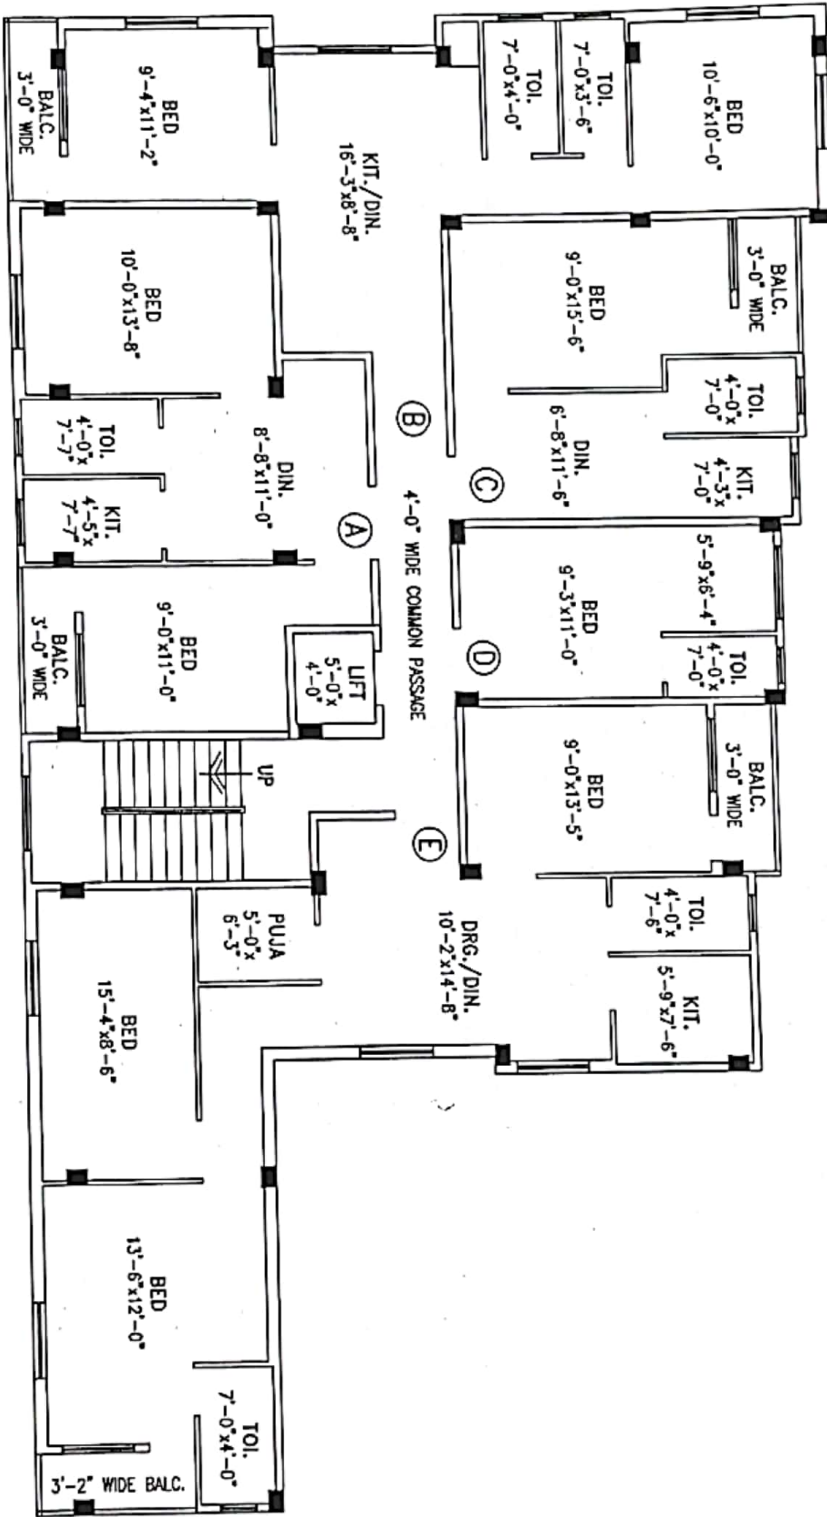 BALC.
3'-0" WIDE
BED
9'-4"x11'-2"
KIT./DIN.
16'-3"x8'-8"
TOI.
7'-0"x4'-0"
TOI.
7'-0"x3'-6"
BED
10'-6"x10'-0"
BED
10'-0"x13'-8"
BED
9'-0"x15'-6"
BALC.
3'-0" WIDE
TOI.
4'-0"x
7'-7"
KIT.
4'-5"x
7'-7"
DIN.
8'-8"x11'-0"
A
B
C
DIN.
6'-8"x11'-6"
TOI.
4'-0"x
7'-0"
KIT.
4'-3"x
7'-0"
4'-0" WIDE COMMON PASSAGE
BALC.
3'-0" WIDE
BED
9'-0"x11'-0"
LIFT
5'-0"x
4'-0"
D
BED
9'-3"x11'-0"
5'-9"x6'-4"
TOI.
4'-0"x
7'-0"
UP
E
BED
9'-0"x13'-5"
BALC.
3'-0" WIDE
PUJA
5'-0"x
6'-3"
DRG./DIN.
10'-2"x14'-8"
TOI.
4'-0"x
7'-6"
KIT.
5'-9"x7'-6"
BED
15'-4"x8'-6"
BED
13'-6"x12'-0"
TOI.
7'-0"x4'-0"
3'-2" WIDE BALC.